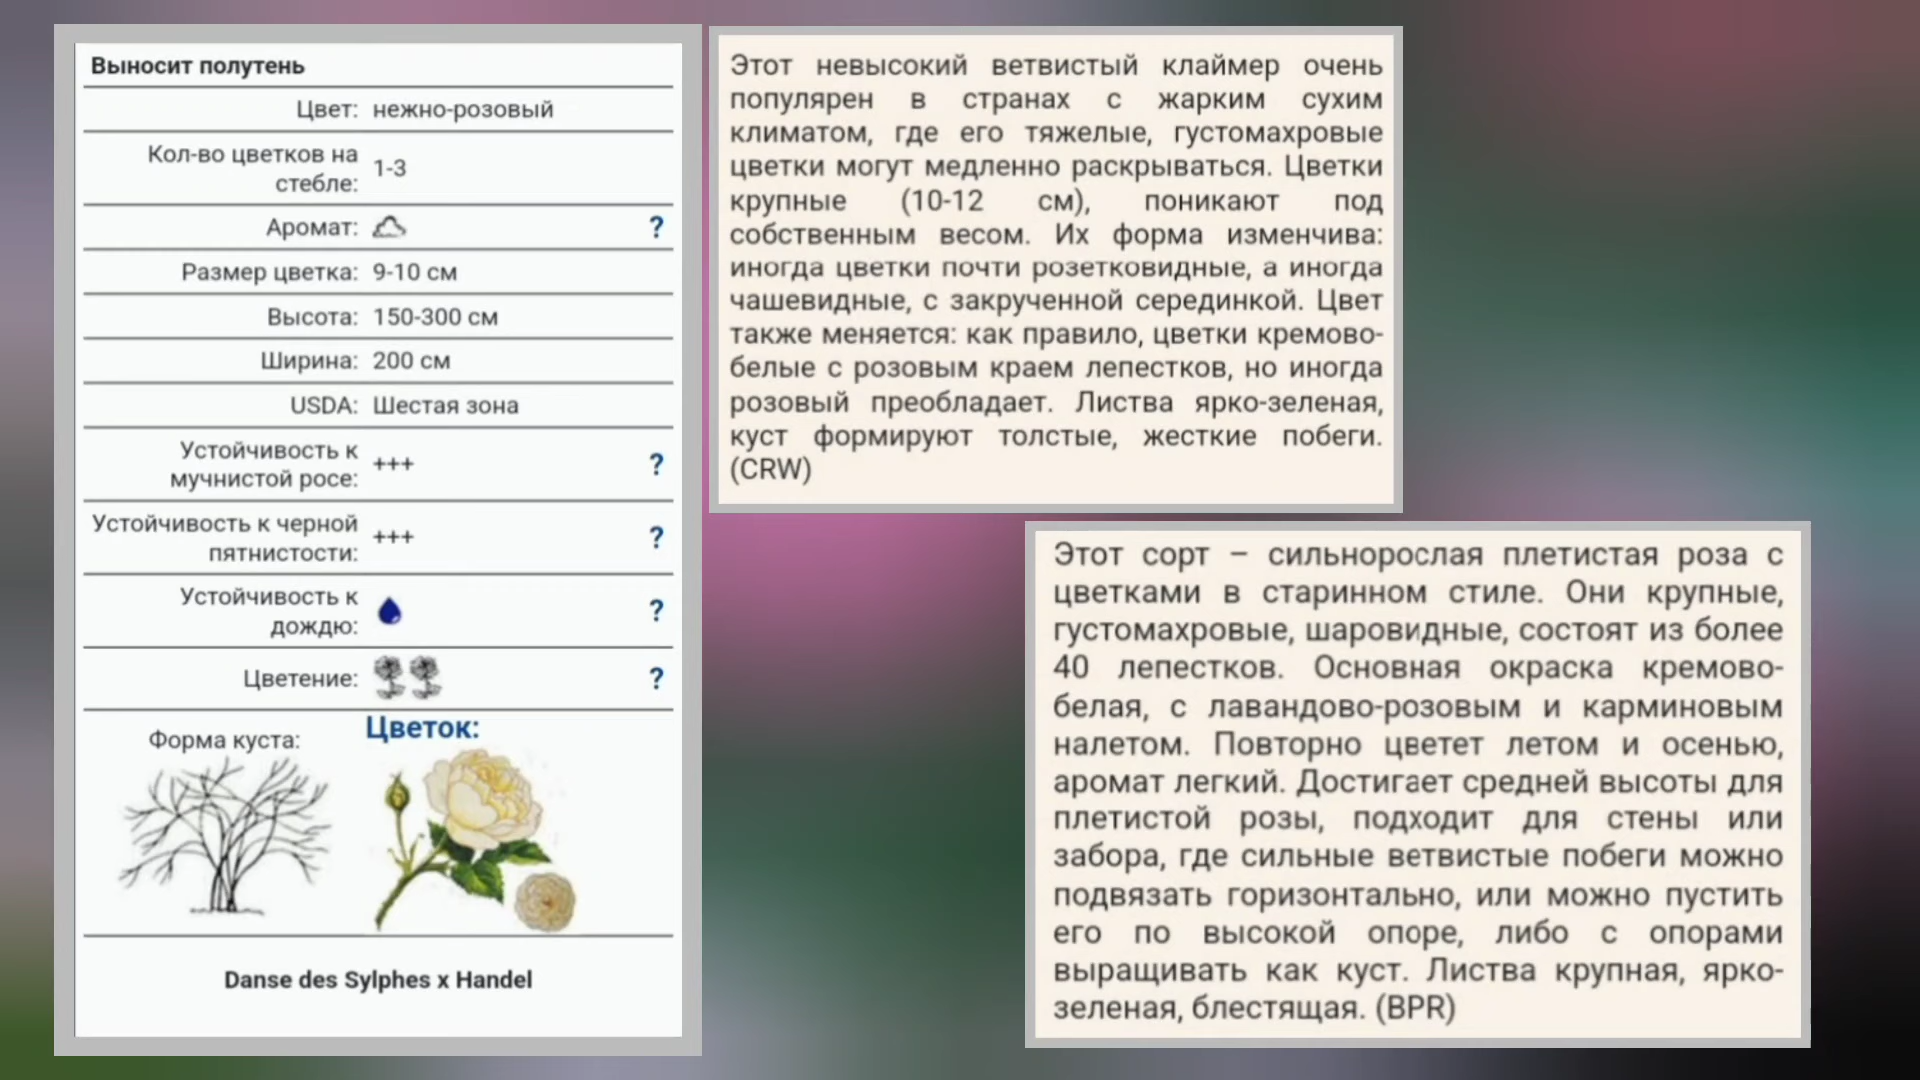 Выносит полутень
Цвет: нежно-розовый
Кол-во цветков на
стебле: 1-3
Аромат: ?
Размер цветка: 9-10 см
Высота: 150-300 см
Ширина: 200 см
USDA: Шестая зона
Устойчивость к
мучнистой росе: +++ ?
Устойчивость к черной
пятнистости: +++ ?
Устойчивость к
дождю: ?
Цветение: ?
Форма куста:
Цветок:
Danse des Sylphes x Handel
Этот невысокий ветвистый клаймер очень
популярен в странах с жарким сухим
климатом, где его тяжелые, густомахровые
цветки могут медленно раскрываться. Цветки
крупные (10-12 см), поникают под
собственным весом. Их форма изменчива:
иногда цветки почти розетковидные, а иногда
чашевидные, с закрученной серединкой. Цвет
также меняется: как правило, цветки кремово-
белые с розовым краем лепестков, но иногда
розовый преобладает. Листва ярко-зеленая,
куст формируют толстые, жесткие побеги.
(CRW)
Этот сорт – сильнорослая плетистая роза с
цветками в старинном стиле. Они крупные,
густомахровые, шаровидные, состоят из более
40 лепестков. Основная окраска кремово-
белая, с лавандово-розовым и карминовым
налетом. Повторно цветет летом и осенью,
аромат легкий. Достигает средней высоты для
плетистой розы, подходит для стены или
забора, где сильные ветвистые побеги можно
подвязать горизонтально, или можно пустить
его по высокой опоре, либо с опорами
выращивать как куст. Листва крупная, ярко-
зеленая, блестящая. (BPR)